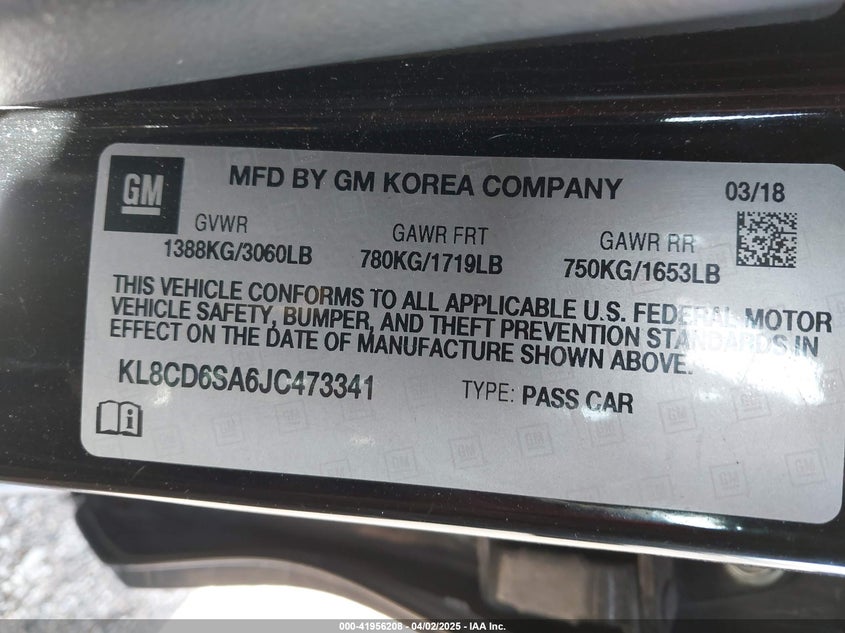 GM
MFD BY GM KOREA COMPANY
03/18
GVWR
1388KG/3060LB
GAWR FRT
780KG/1719LB
GAWR RR
750KG/1653LB
THIS VEHICLE CONFORMS TO ALL APPLICABLE U.S. FEDERAL MOTOR
VEHICLE SAFETY, BUMPER, AND THEFT PREVENTION STANDARDS IN
EFFECT ON THE DATE OF MANUFACTURE SHOWN ABOVE.
KL8CD6SA6JC473341
TYPE: PASS CAR
000-41956208 - 04/02/2025 - IAA Inc.